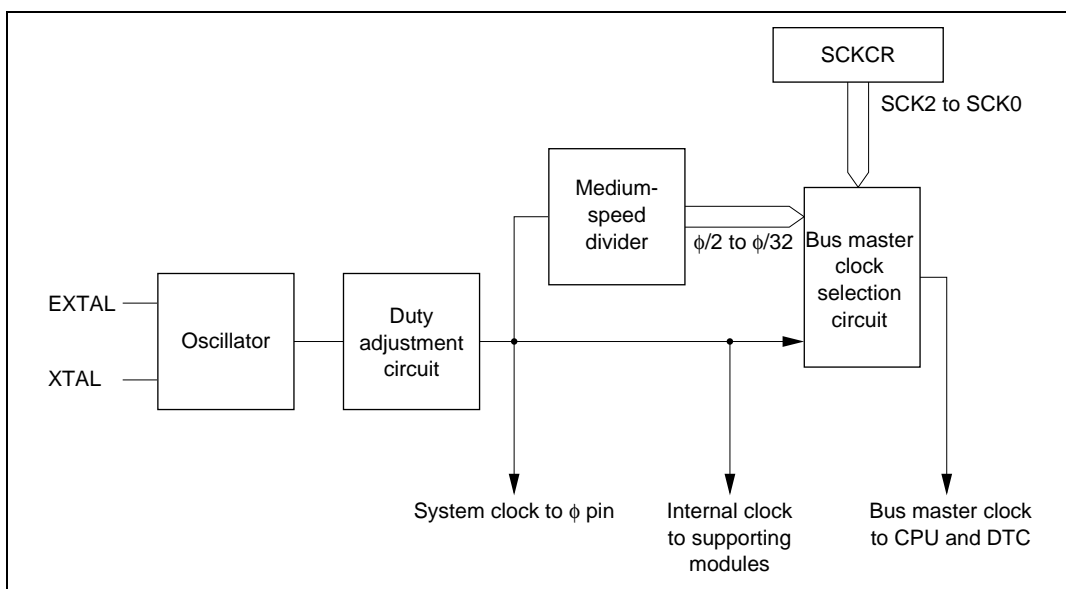 SCKCR
SCK2 to SCK0
Medium-
speed
divider
ϕ/2 to ϕ/32
Bus master
clock
selection
circuit
EXTAL
XTAL
Oscillator
Duty
adjustment
circuit
System clock to ϕ pin
Internal clock
to supporting
modules
Bus master clock
to CPU and DTC